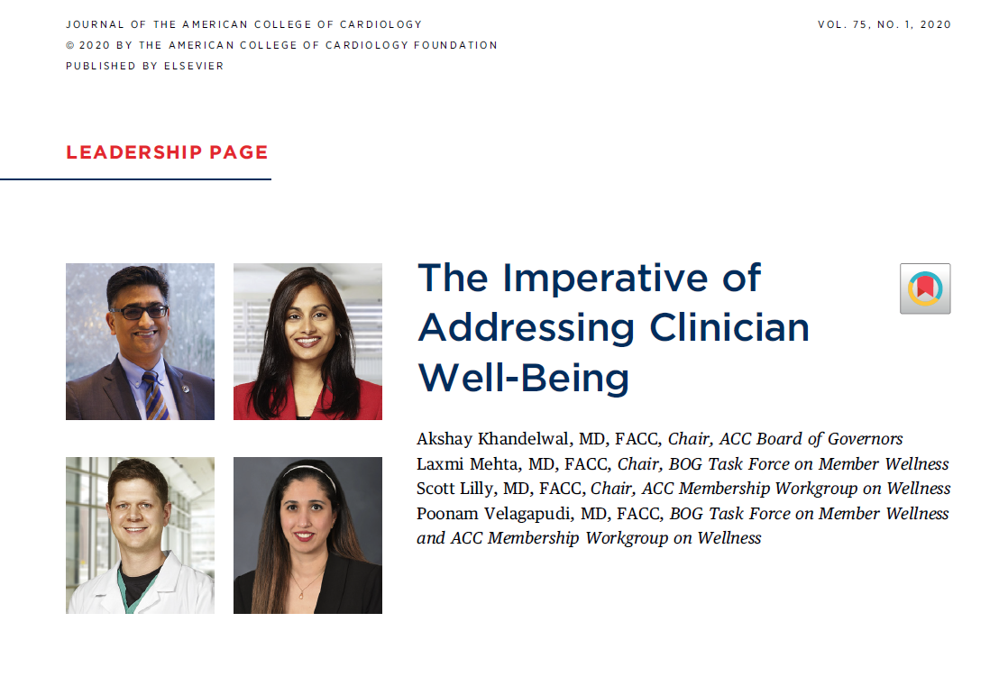 JOURNAL OF THE AMERICAN COLLEGE OF CARDIOLOGY
VOL. 75, NO. 1, 2020
© 2020 BY THE AMERICAN COLLEGE OF CARDIOLOGY FOUNDATION
PUBLISHED BY ELSEVIER
LEADERSHIP PAGE
The Imperative of
Addressing Clinician
Well-Being
Akshay Khandelwal, MD, FACC, Chair, ACC Board of Governors
Laxmi Mehta, MD, FACC, Chair, BOG Task Force on Member Wellness
Scott Lilly, MD, FACC, Chair, ACC Membership Workgroup on Wellness
Poonam Velagapudi, MD, FACC, BOG Task Force on Member Wellness
and ACC Membership Workgroup on Wellness